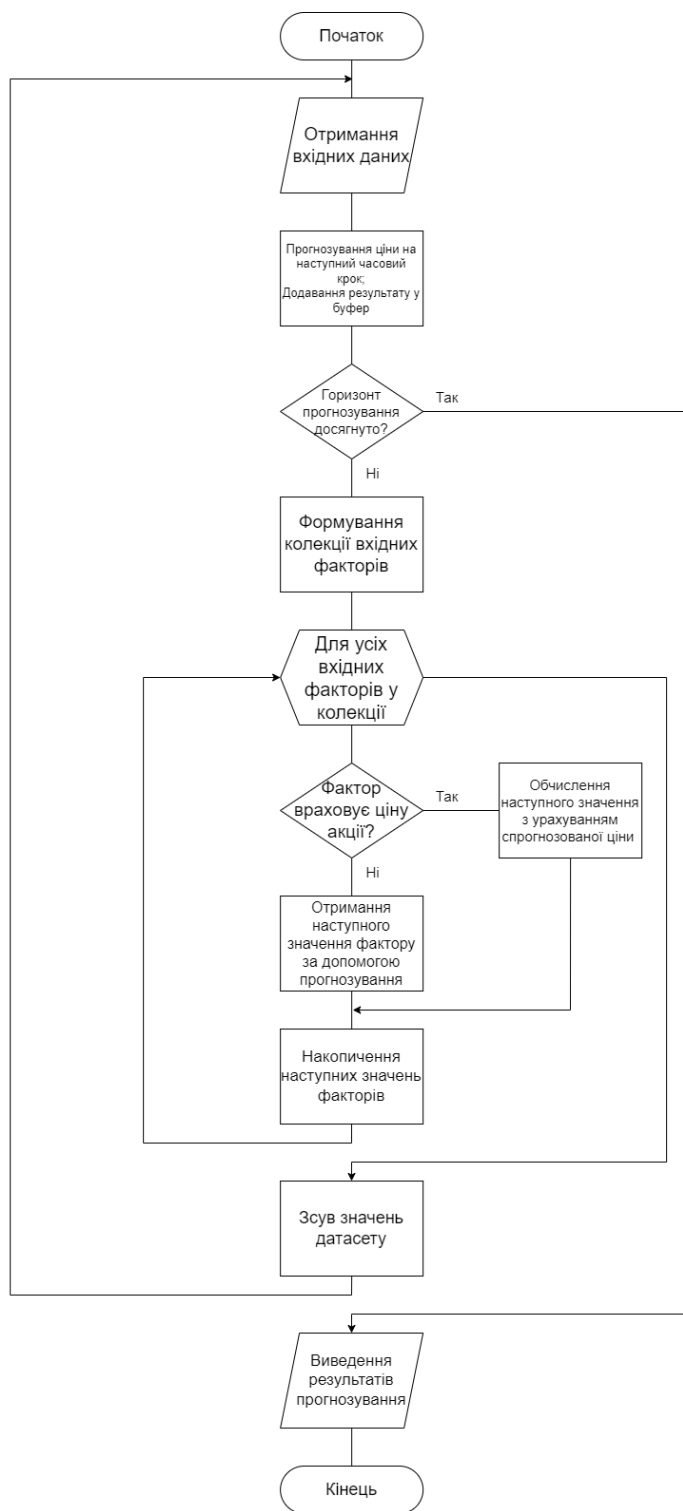 Початок
Отримання
вхідних даних
Прогнозування ціни на
наступний часовий
крок;
Додавання результату у
буфер
Горизонт
прогнозування
досягнуто?
Так
Ні
Формування
колекції вхідних
факторів
Для усіх
вхідних
факторів у
колекції
Фактор
враховує ціну
акції?
Так
Обчислення
наступного значення
з урахуванням
спрогнозованої ціни
Ні
Отримання
наступного
значення фактору
за допомогою
прогнозування
Накопичення
наступних значень
факторів
Зсув значень
датасету
Виведення
результатів
прогнозування
Кінець